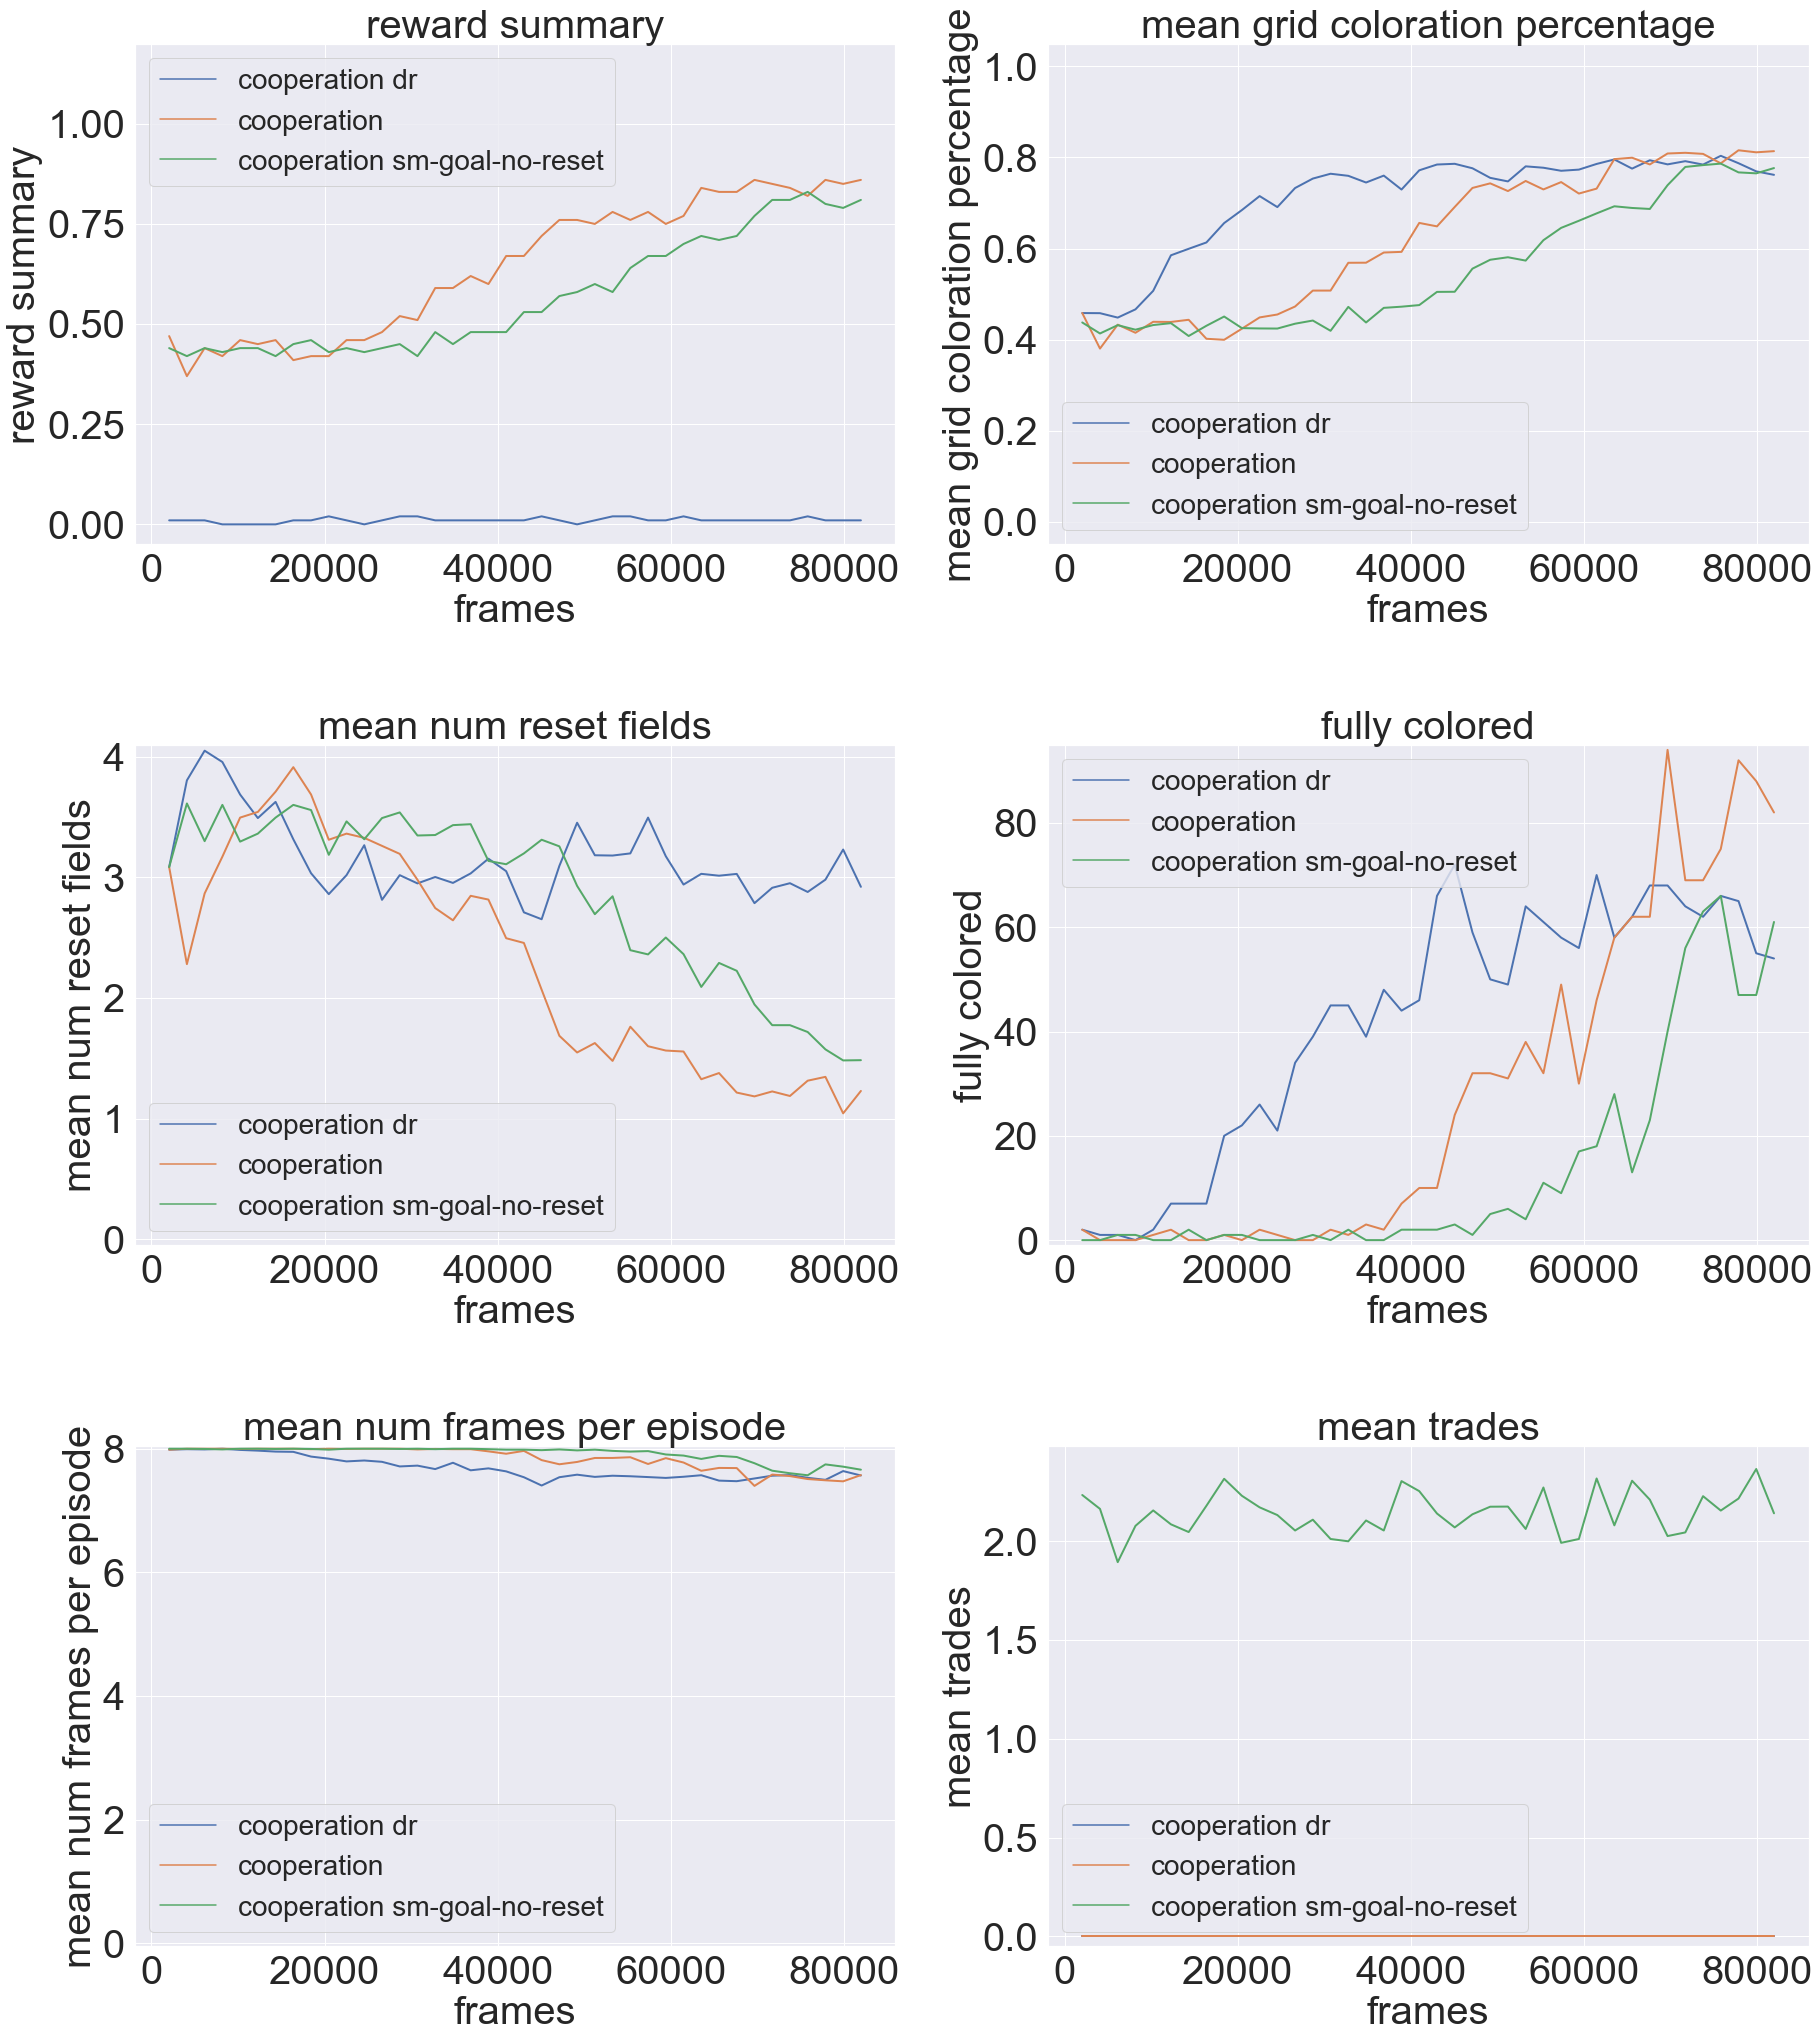 reward summary
reward summary
1.00
0.75
0.50
0.25
0.00
cooperation dr
cooperation
cooperation sm-goal-no-reset
0 20000 40000 60000 80000
frames
mean grid coloration percentage
mean grid coloration percentage
1.0
0.8
0.6
0.4
0.2
0.0
cooperation dr
cooperation
cooperation sm-goal-no-reset
0 20000 40000 60000 80000
frames
mean num reset fields
mean num reset fields
4
3
2
1
0
cooperation dr
cooperation
cooperation sm-goal-no-reset
0 20000 40000 60000 80000
frames
fully colored
fully colored
80
60
40
20
0
cooperation dr
cooperation
cooperation sm-goal-no-reset
0 20000 40000 60000 80000
frames
mean num frames per episode
mean num frames per episode
8
6
4
2
0
cooperation dr
cooperation
cooperation sm-goal-no-reset
0 20000 40000 60000 80000
frames
mean trades
mean trades
2.0
1.5
1.0
0.5
0.0
cooperation dr
cooperation
cooperation sm-goal-no-reset
0 20000 40000 60000 80000
frames